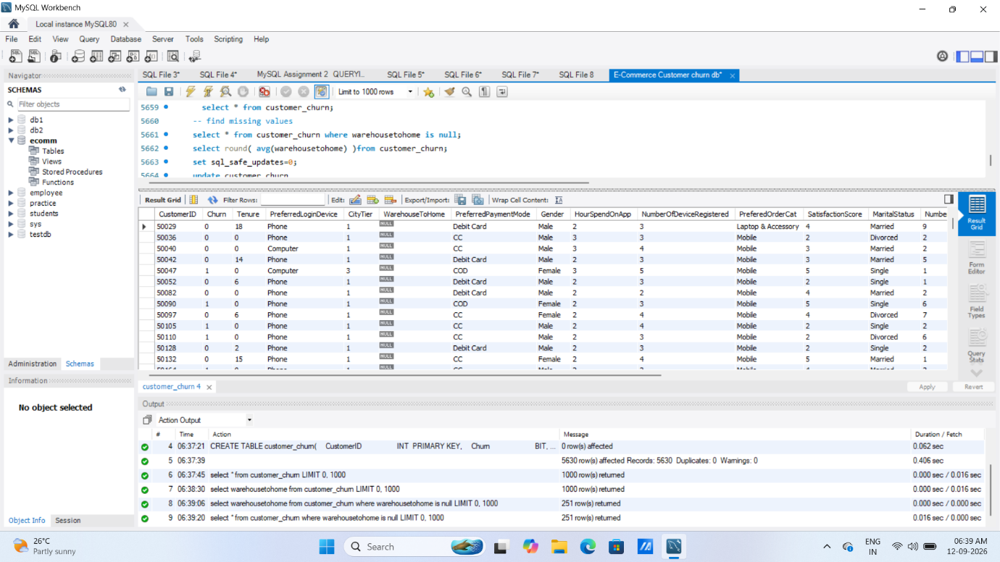 MySQL Workbench
Local instance MySQL80
File Edit View Query Database Server Tools Scripting Help
Navigator
SCHEMAS
Filter objects
db1
db2
ecomm
Tables
Views
Stored Procedures
Functions
employee
practice
students
sys
testdb
Administration Schemas
Information
No object selected
Object Info Session
SQL File 3* SQL File 4* MySQL Assignment 2 QUERYI... SQL File 5* SQL File 6* SQL File 7* SQL File 8 E-Commerce Customer churn db*
Limit to 1000 rows
5659 select * from customer_churn;
5660 -- find missing values
5661 select * from customer_churn where warehousetohome is null;
5662 select round( avg(warehousetohome) )from customer_churn;
5663 set sql_safe_updates=0;
5664 update customer_churn
Result Grid Filter Rows: Edit: Export/Import: Wrap Cell Content:
CustomerID Churn Tenure PreferredLoginDevice CityTier WarehouseToHome PreferredPaymentMode Gender HourSpendOnApp NumberOfDeviceRegistered PreferedOrderCat SatisfactionScore MaritalStatus Numbe
50029 0 18 Phone 1 NULL Debit Card Male 2 3 Laptop & Accessory 4 Married 9
50036 0 0 Phone 1 NULL CC Male 3 3 Mobile 2 Divorced 2
50040 0 0 Computer 1 NULL CC Male 3 4 Mobile 3 Married 2
50042 0 14 Phone 1 NULL Debit Card Male 2 3 Mobile 3 Married 5
50047 1 0 Computer 3 NULL COD Female 3 5 Mobile 5 Single 1
50052 0 6 Phone 1 NULL Debit Card Male 2 3 Mobile 2 Single 1
50082 0 0 Phone 1 NULL Debit Card Male 2 2 Mobile 4 Married 2
50090 1 0 Phone 1 NULL COD Female 2 3 Mobile 5 Single 6
50097 0 6 Phone 1 NULL CC Female 2 4 Mobile 4 Divorced 7
50105 1 0 Phone 1 NULL CC Male 2 4 Mobile 2 Single 2
50110 1 0 Phone 1 NULL CC Male 2 3 Mobile 2 Divorced 6
50128 0 2 Phone 1 NULL Debit Card Male 2 3 Mobile 2 Single 2
50132 0 15 Phone 1 NULL CC Female 2 4 Mobile 5 Married 1
Result Grid
Form Editor
Field Types
Query Stats
customer_churn 4
Apply Revert
Output
Action Output
# Time Action Message Duration / Fetch
4 06:37:21 CREATE TABLE customer_churn( CustomerID INT PRIMARY KEY, Churn BIT, ... 0 row(s) affected 0.062 sec
5 06:37:39 5630 row(s) affected Records: 5630 Duplicates: 0 Warnings: 0 0.406 sec
6 06:37:45 select * from customer_churn LIMIT 0, 1000 1000 row(s) returned 0.000 sec / 0.016 sec
7 06:38:30 select warehousetohome from customer_churn LIMIT 0, 1000 1000 row(s) returned 0.000 sec / 0.016 sec
8 06:39:06 select warehousetohome from customer_churn where warehousetohome is null LIMIT 0, 1000 251 row(s) returned 0.000 sec / 0.000 sec
9 06:39:20 select * from customer_churn where warehousetohome is null LIMIT 0, 1000 251 row(s) returned 0.016 sec / 0.000 sec
26°C
Partly sunny
Search
ENG
IN
06:39 AM
12-09-2026